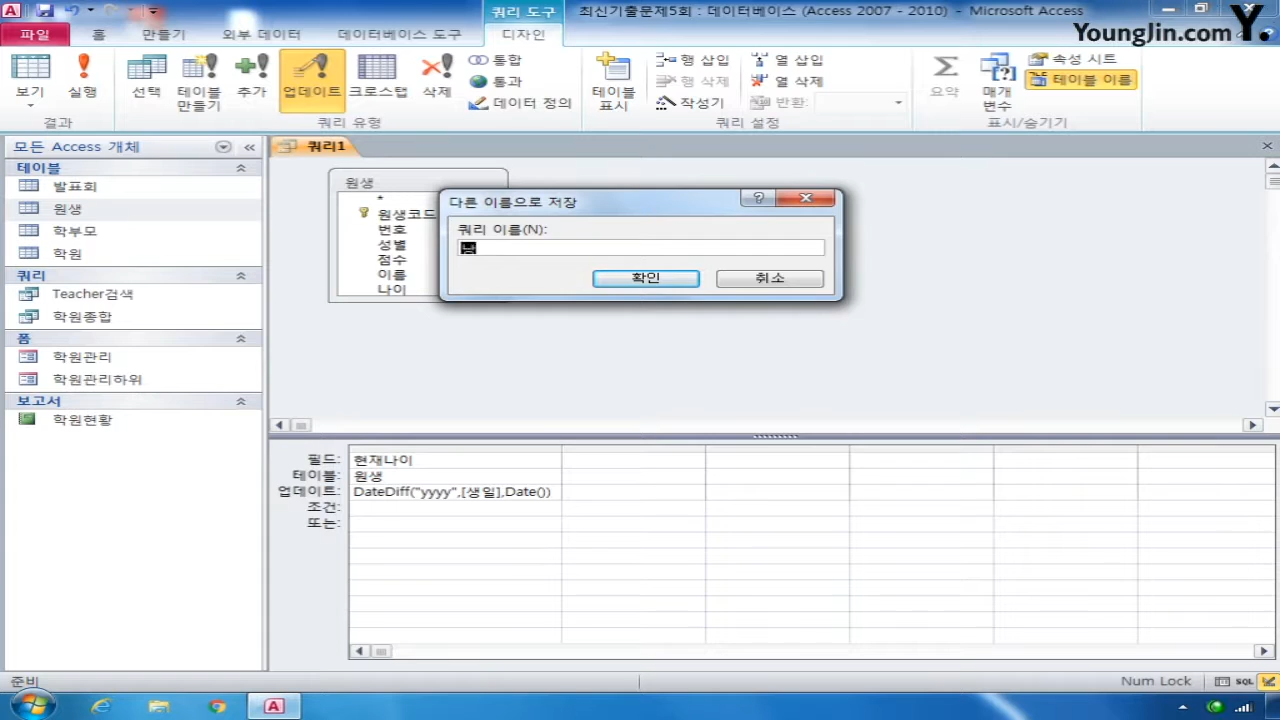 쿼리 도구
최신기출문제5회 : 데이터베이스 (Access 2007 - 2010) - Microsoft Access
YoungJin.com Y.
파일
홈
만들기
외부 데이터
데이터베이스 도구
디자인
보기
실행
선택
테이블
만들기
추가
업데이트
크로스탭
삭제
통합
통과
데이터 정의
테이블
표시
행 삽입
행 삭제
작성기
열 삽입
열 삭제
반환:
요약
매개
변수
속성 시트
테이블 이름
결과
쿼리 유형
쿼리 설정
표시/숨기기
모든 Access 개체
테이블
발표회
원생
학부모
학원
쿼리
Teacher검색
학원종합
폼
학원관리
학원관리하위
보고서
학원현황
쿼리1
원생
*
원생코드
번호
성별
점수
이름
나이
다른 이름으로 저장
쿼리 이름(N):
확인
취소
필드: 현재나이
테이블: 원생
업데이트: DateDiff("yyyy",[생일],Date())
조건:
또는:
준비
Num Lock
SQL